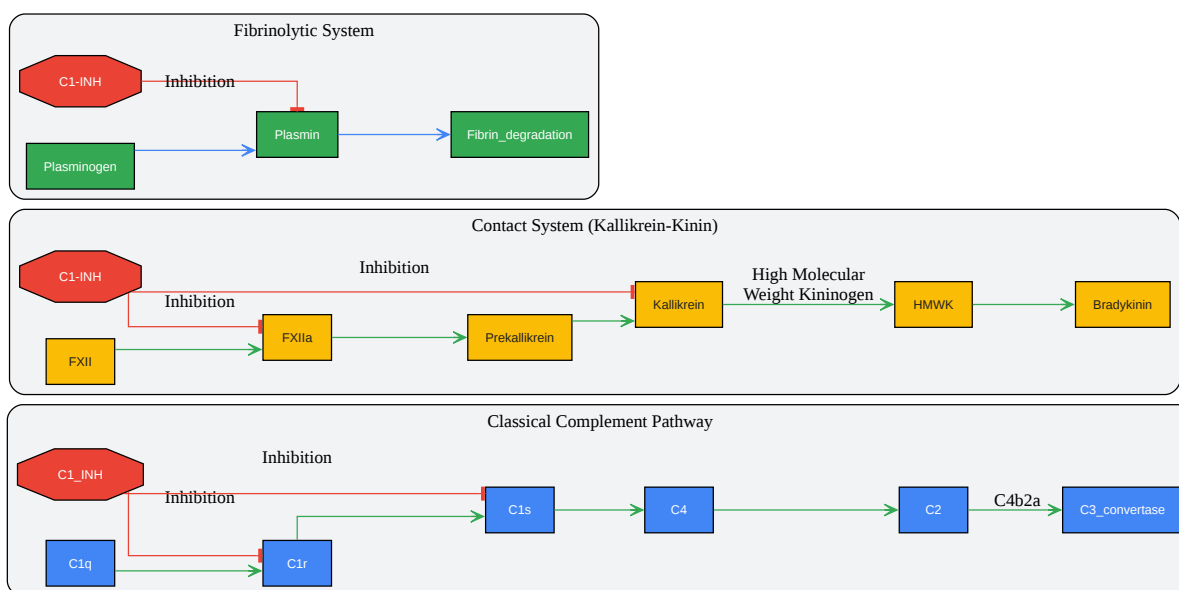 Fibrinolytic System
C1-INH
Inhibition
Plasmin
Fibrin_degradation
Plasminogen
Contact System (Kallikrein-Kinin)
C1-INH
Inhibition
Inhibition
High Molecular
Weight Kininogen
Kallikrein
HMWK
Bradykinin
FXIIa
Prekallikrein
FXII
Classical Complement Pathway
C1_INH
Inhibition
Inhibition
C1s
C4
C2
C4b2a
C3_convertase
C1q
C1r